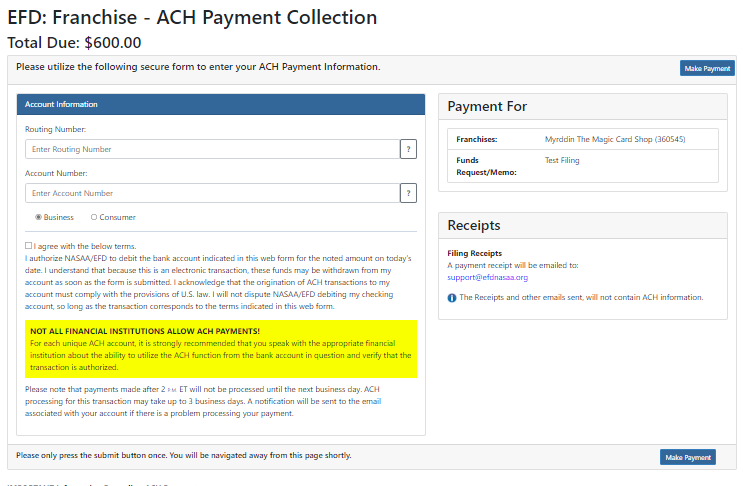 EFD: Franchise - ACH Payment Collection
Total Due: $600.00
Please utilize the following secure form to enter your ACH Payment Information.
Make Payment
Account Information
Routing Number:
Enter Routing Number
?
Account Number:
Enter Account Number
?
Business
Consumer
I agree with the below terms.
I authorize NASAA/EFD to debit the bank account indicated in this web form for the noted amount on today's
date. I understand that because this is an electronic transaction, these funds may be withdrawn from my
account as soon as the form is submitted. I acknowledge that the origination of ACH transactions to my
account must comply with the provisions of U.S. law. I will not dispute NASAA/EFD debiting my checking
account, so long as the transaction corresponds to the terms indicated in this web form.
NOT ALL FINANCIAL INSTITUTIONS ALLOW ACH PAYMENTS!
For each unique ACH account, it is strongly recommended that you speak with the appropriate financial
institution about the ability to utilize the ACH function from the bank account in question and verify that the
transaction is authorized.
Please note that payments made after 2 P.M. ET will not be processed until the next business day. ACH
processing for this transaction may take up to 3 business days. A notification will be sent to the email
associated with your account if there is a problem processing your payment.
Payment For
Franchises: Myrddin The Magic Card Shop (360545)
Funds Test Filing
Request/Memo:
Receipts
Filing Receipts
A payment receipt will be emailed to:
support@efdnasaa.org
The Receipts and other emails sent, will not contain ACH information.
Please only press the submit button once. You will be navigated away from this page shortly.
Make Payment